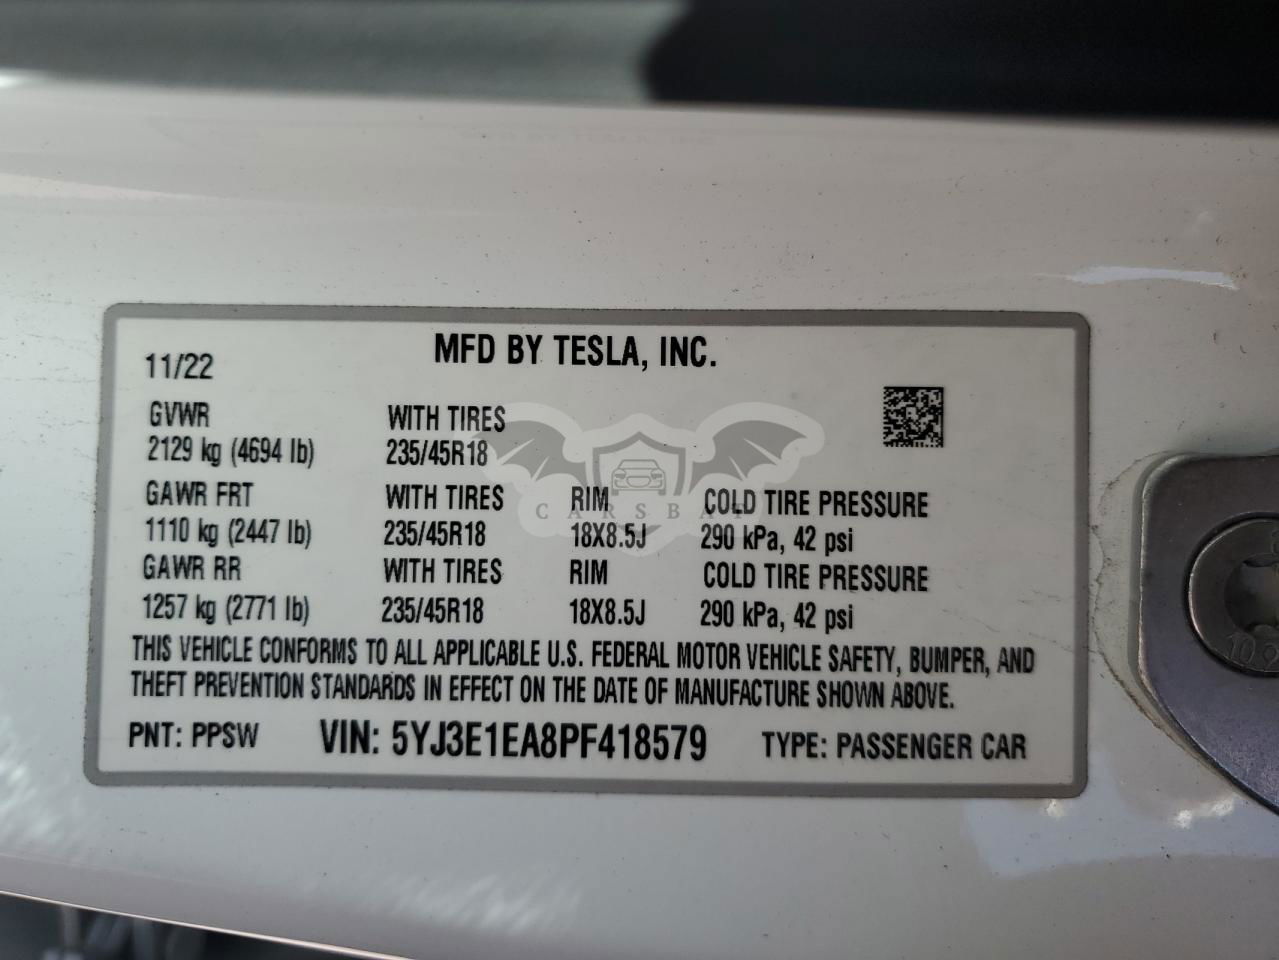 MFD BY TESLA, INC.
11/22
GVWR WITH TIRES
2129 kg (4694 lb) 235/45R18
GAWR FRT WITH TIRES RIM COLD TIRE PRESSURE
CARSBAT
1110 kg (2447 lb) 235/45R18 18X8.5J 290 kPa, 42 psi
GAWR RR WITH TIRES RIM COLD TIRE PRESSURE
1257 kg (2771 lb) 235/45R18 18X8.5J 290 kPa, 42 psi
THIS VEHICLE CONFORMS TO ALL APPLICABLE U.S. FEDERAL MOTOR VEHICLE SAFETY, BUMPER, AND
THEFT PREVENTION STANDARDS IN EFFECT ON THE DATE OF MANUFACTURE SHOWN ABOVE.
PNT: PPSW VIN: 5YJ3E1EA8PF418579 TYPE: PASSENGER CAR